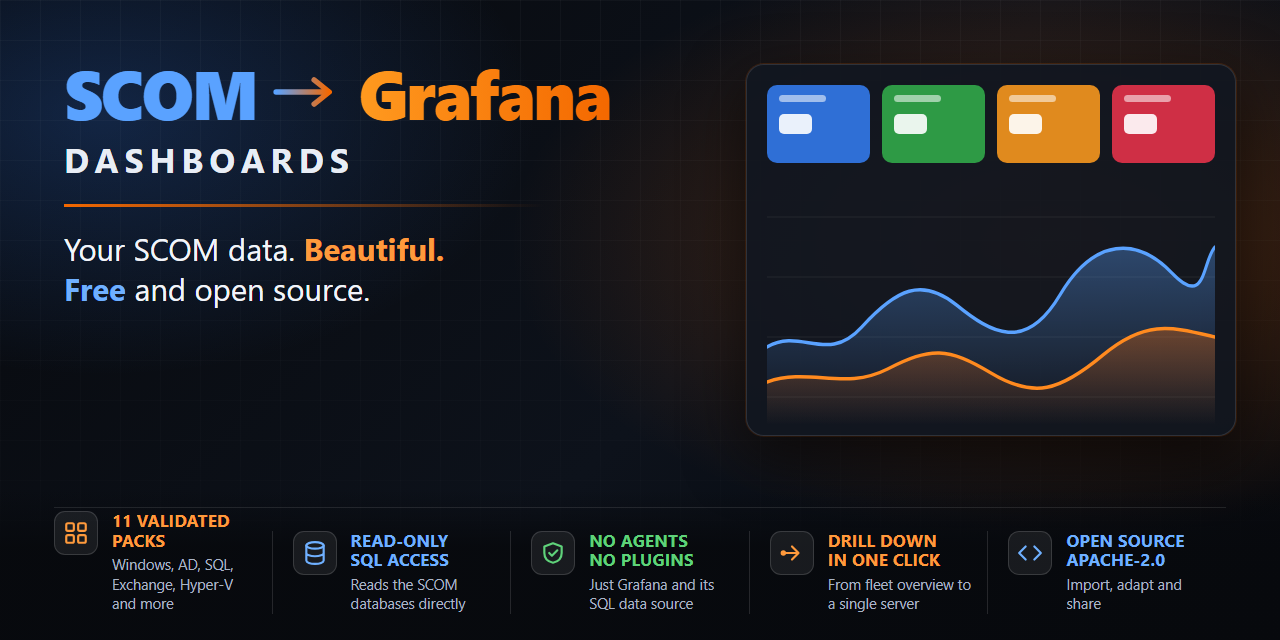 SCOM → Grafana
DASHBOARDS
Your SCOM data. Beautiful.
Free and open source.
11 VALIDATED
PACKS
Windows, AD, SQL,
Exchange, Hyper-V
and more
READ-ONLY
SQL ACCESS
Reads the SCOM
databases directly
NO AGENTS
NO PLUGINS
Just Grafana and its
SQL data source
DRILL DOWN
IN ONE CLICK
From fleet overview to
a single server
OPEN SOURCE
APACHE-2.0
Import, adapt and
share